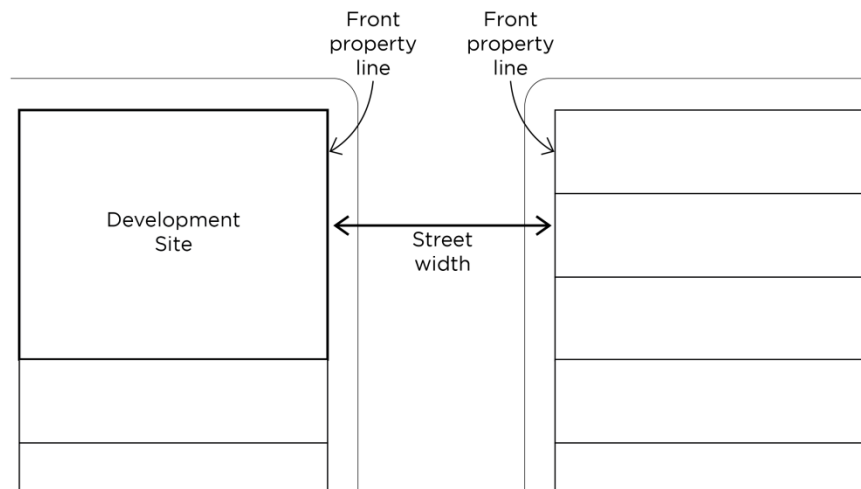 Front
property
line
Front
property
line
Development
Site
Street
width